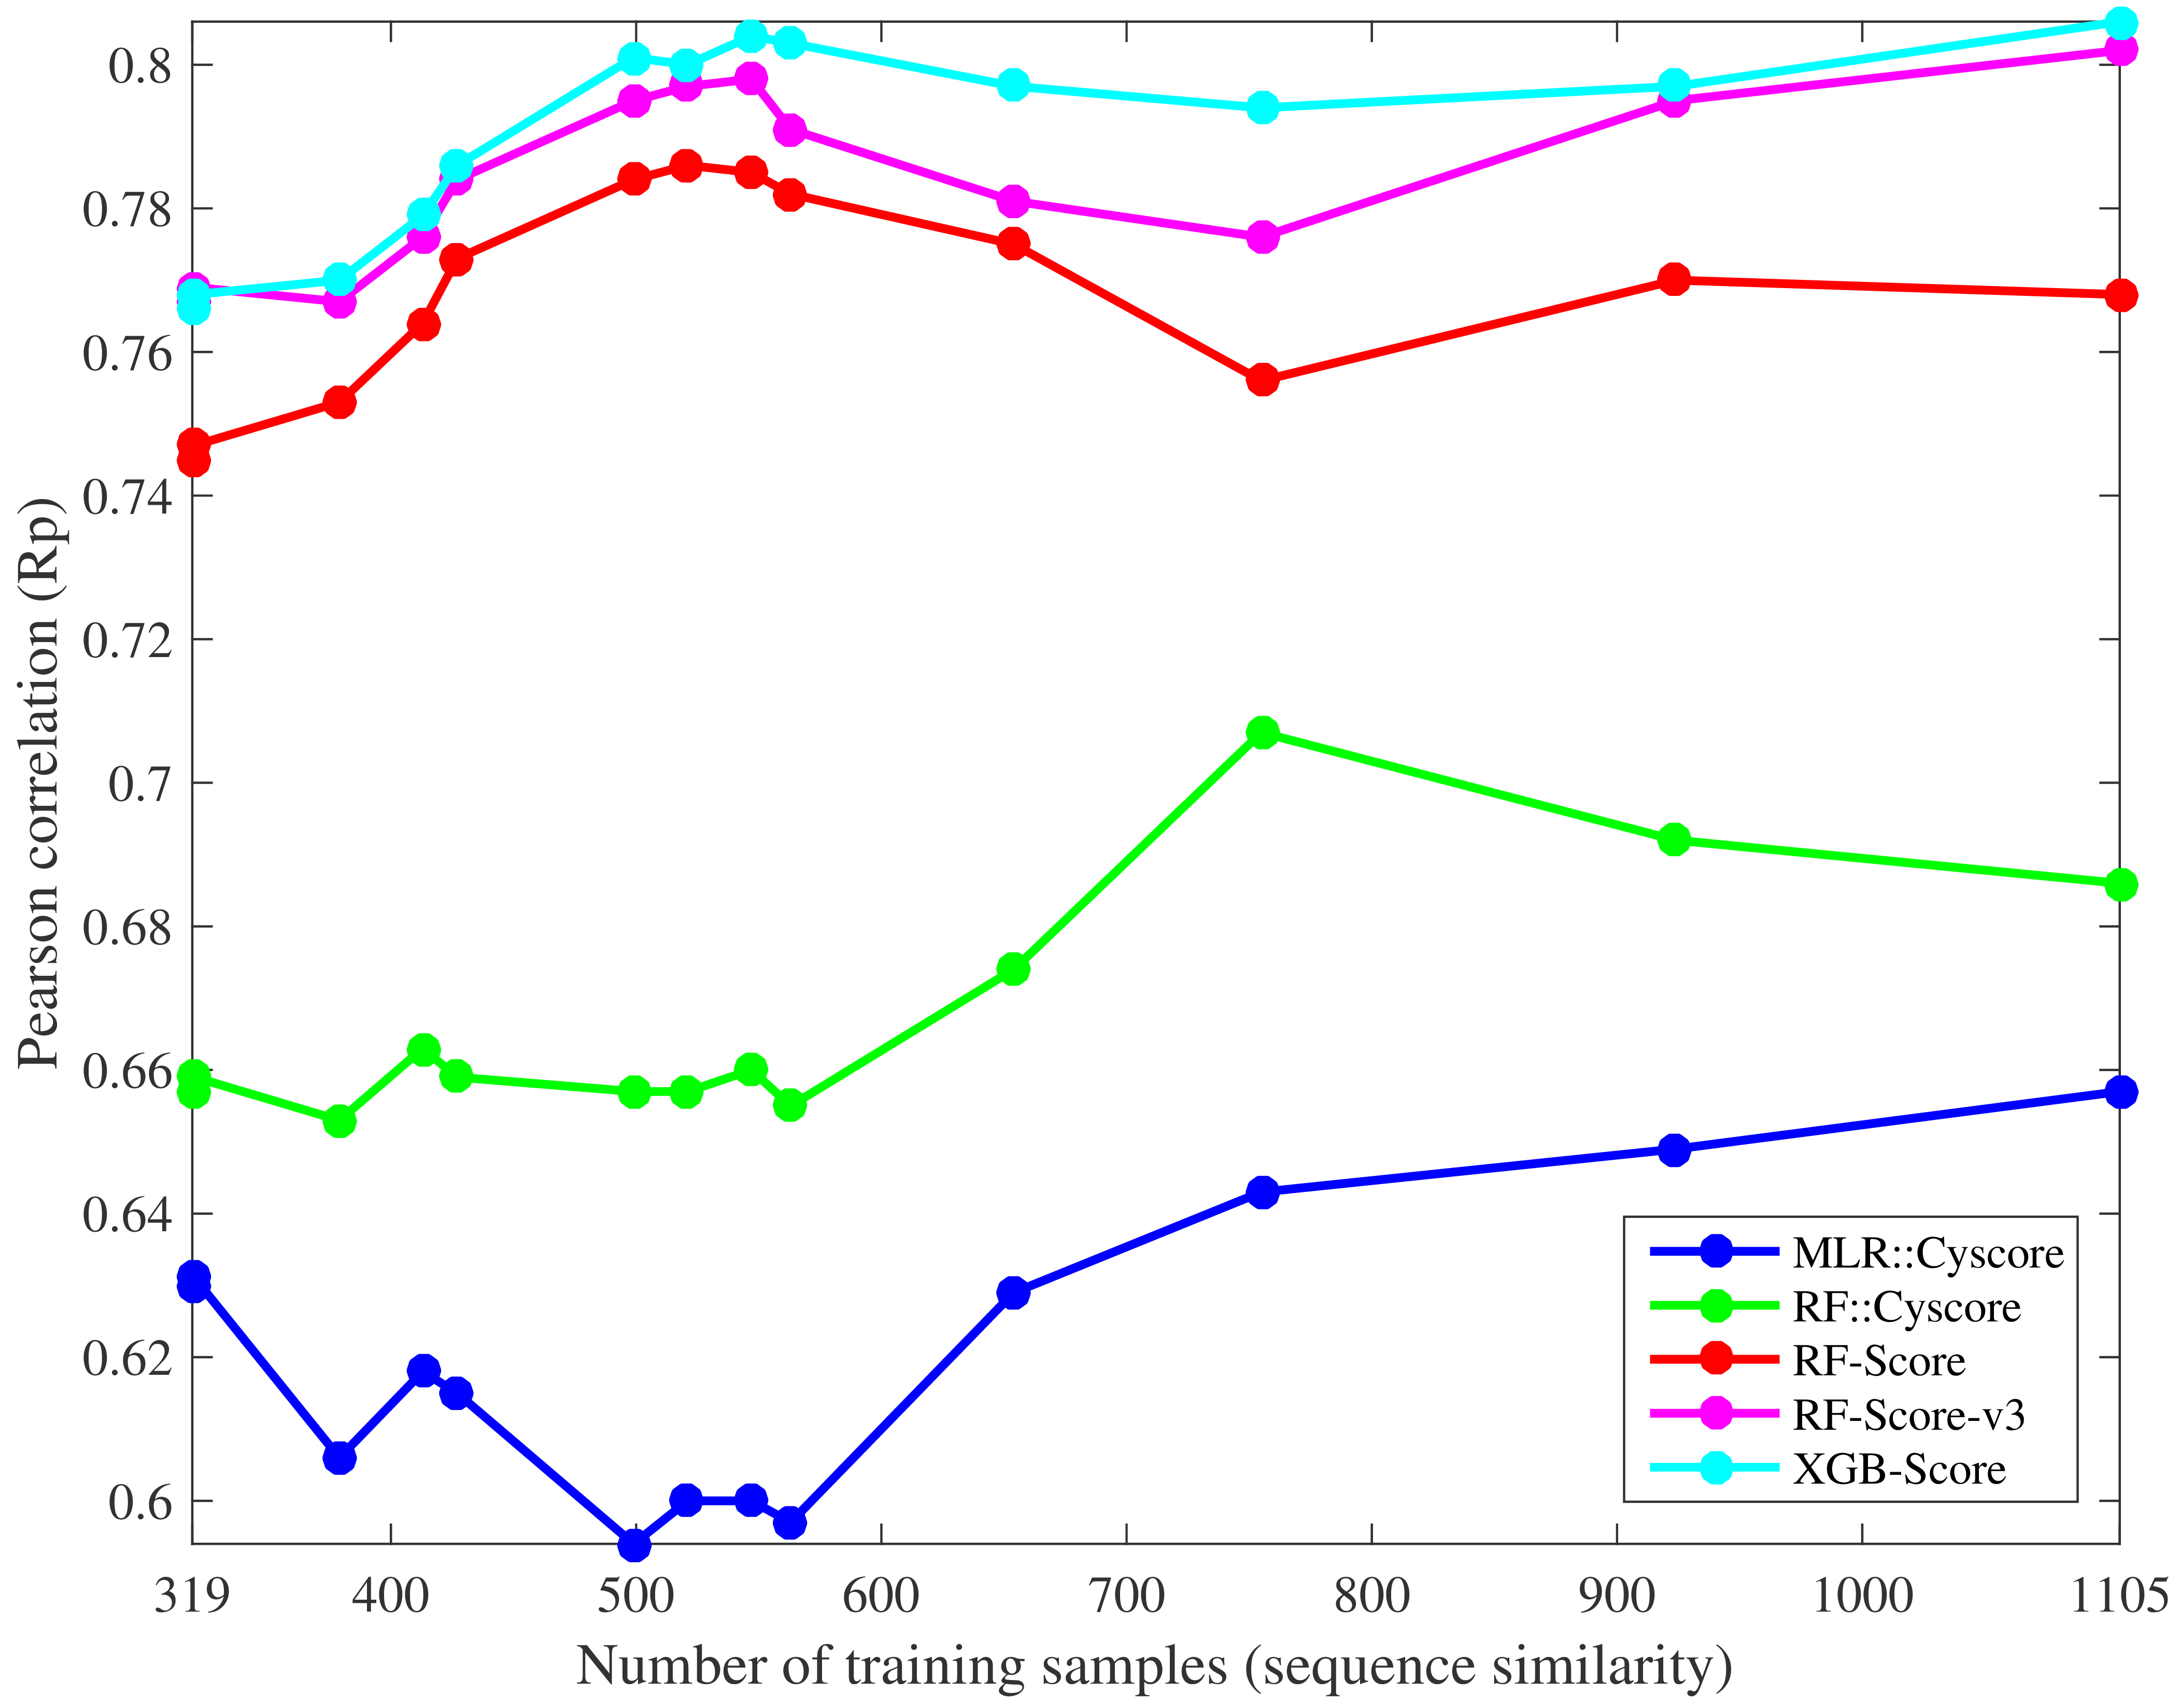 Pearson correlation (Rp)
0.8
0.78
0.76
0.74
0.72
0.7
0.68
0.66
0.64
0.62
0.6
319 400 500 600 700 800 900 1000 1105
Number of training samples (sequence similarity)
MLR::Cyscore
RF::Cyscore
RF-Score
RF-Score-v3
XGB-Score